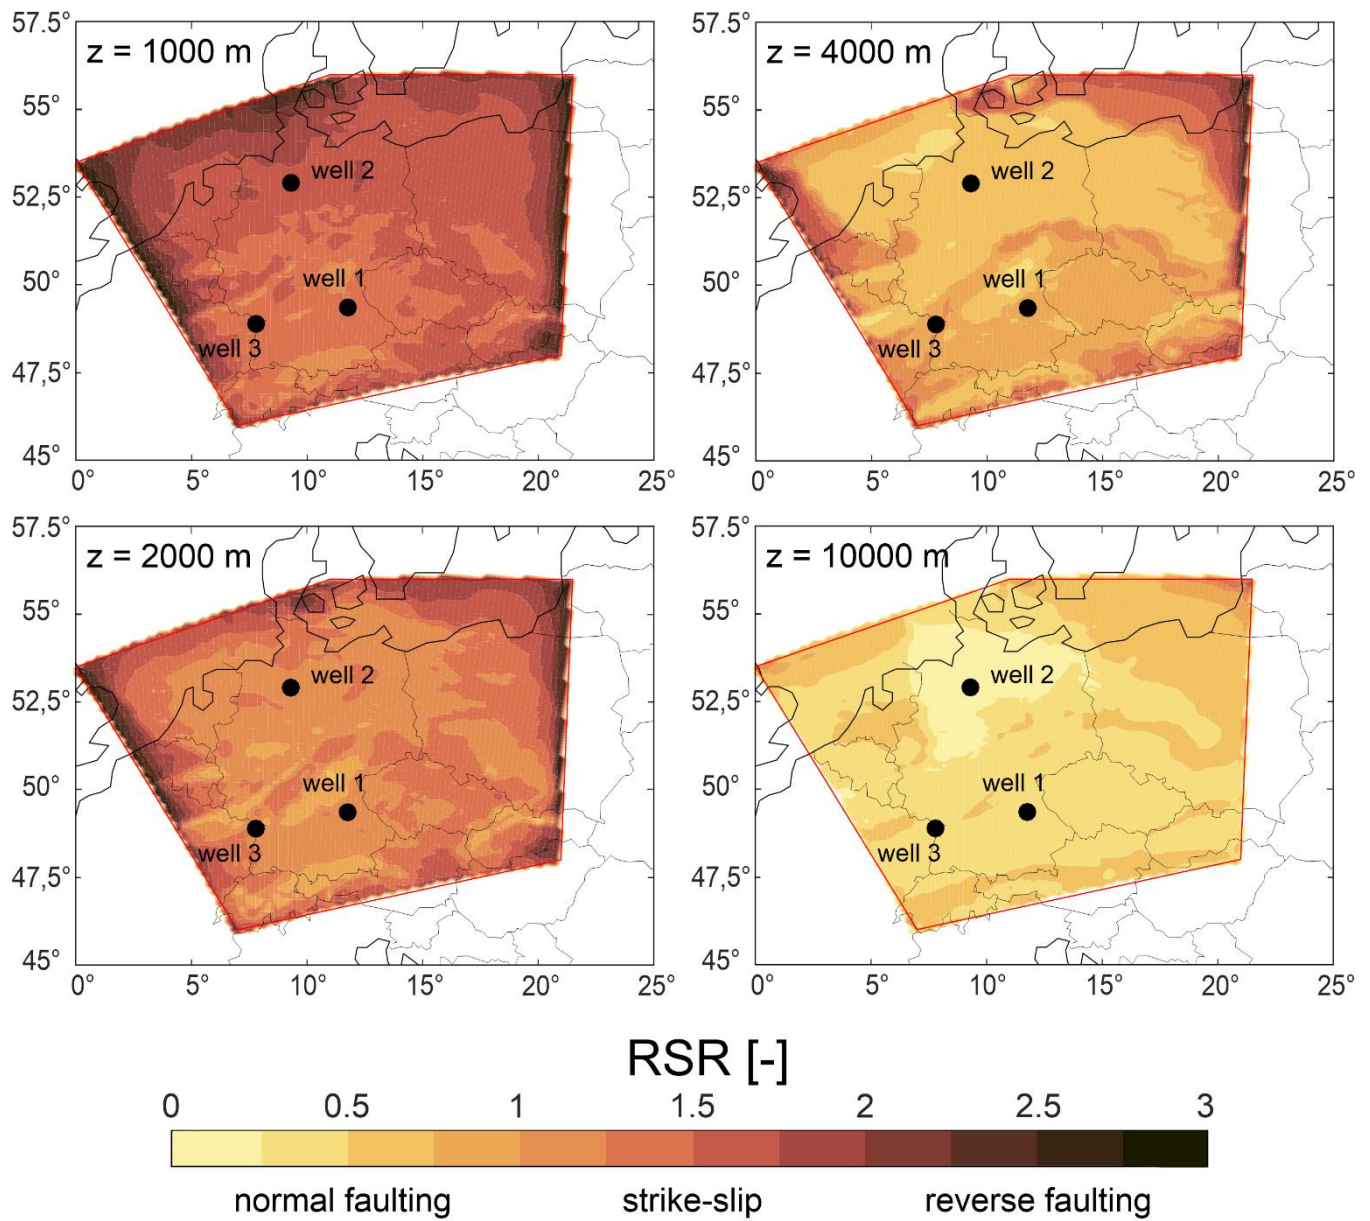 57.5°
z = 1000 m
55°
well 2
52,5°
50°
well 1
well 3
47,5°
45°
0° 5° 10° 15° 20° 25°
57.5°
z = 4000 m
55°
well 2
52,5°
50°
well 1
well 3
47,5°
45°
0° 5° 10° 15° 20° 25°
57.5°
z = 2000 m
55°
well 2
52,5°
50°
well 1
well 3
47,5°
45°
0° 5° 10° 15° 20° 25°
57.5°
z = 10000 m
55°
well 2
52,5°
50°
well 1
well 3
47,5°
45°
0° 5° 10° 15° 20° 25°
RSR [-]
0 0.5 1 1.5 2 2.5 3
normal faulting strike-slip reverse faulting